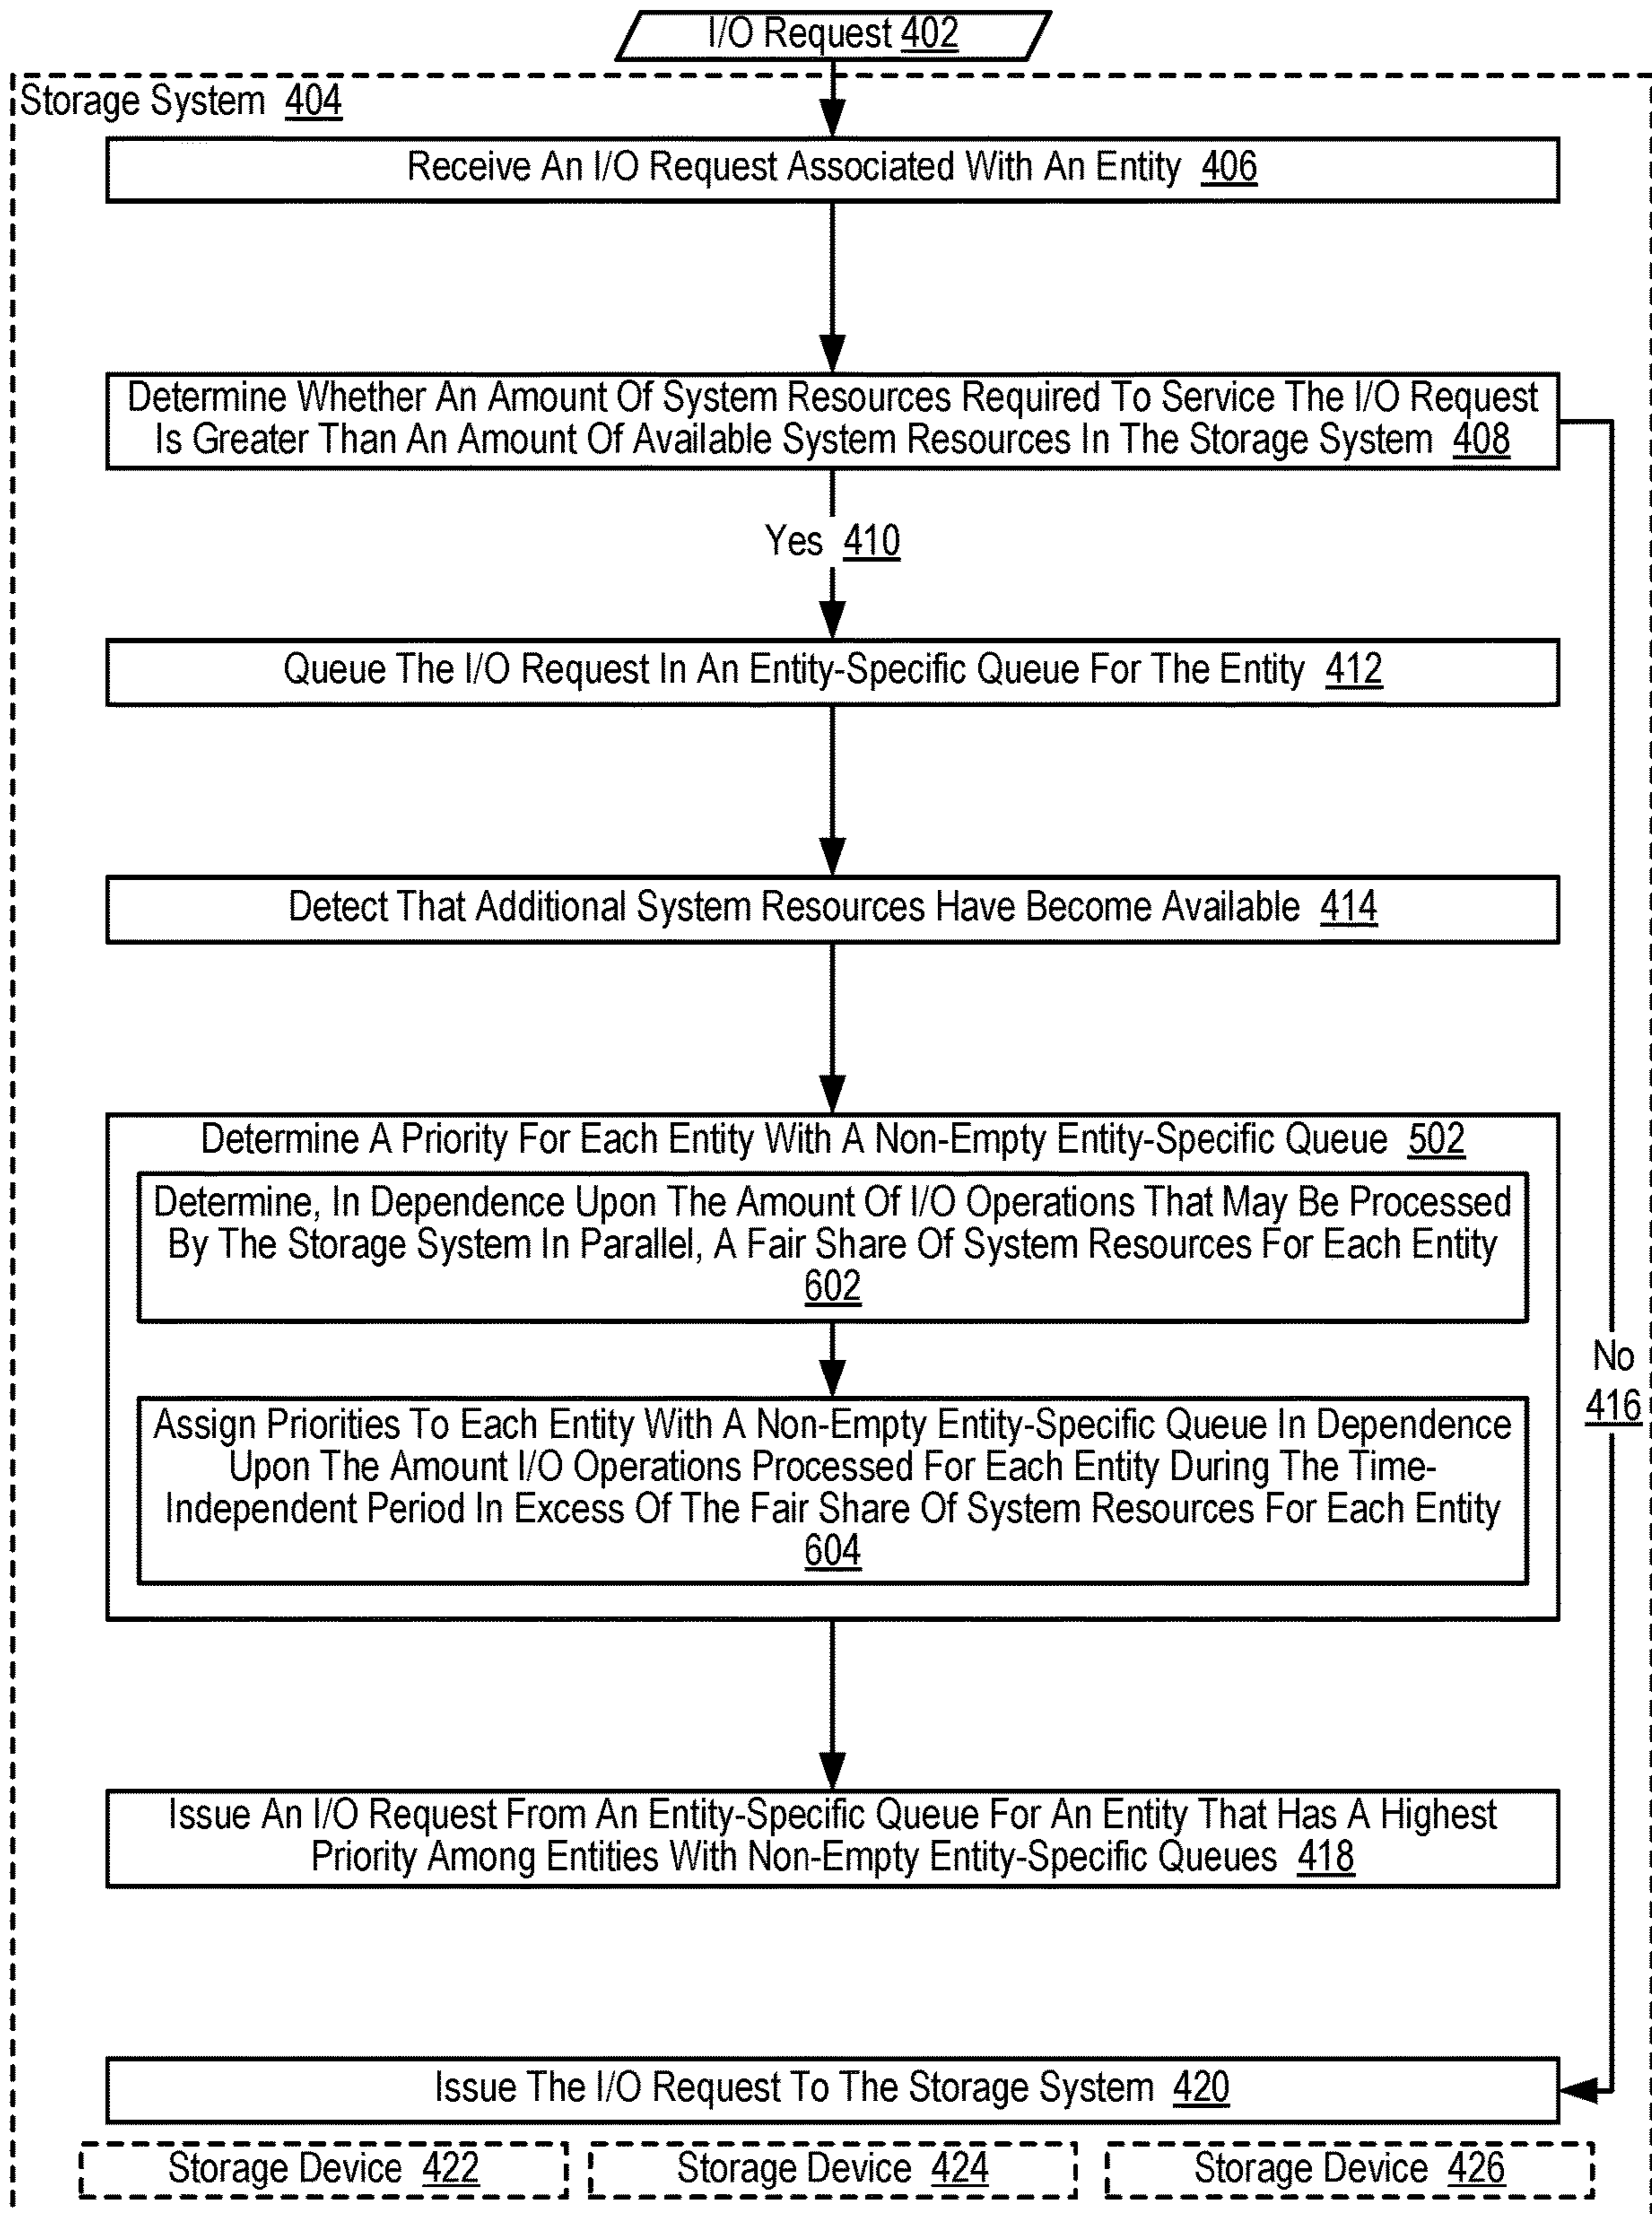 I/O Request 402
Storage System 404
Receive An I/O Request Associated With An Entity 406
Determine Whether An Amount Of System Resources Required To Service The I/O Request
Is Greater Than An Amount Of Available System Resources In The Storage System 408
Yes 410
Queue The I/O Request In An Entity-Specific Queue For The Entity 412
Detect That Additional System Resources Have Become Available 414
Determine A Priority For Each Entity With A Non-Empty Entity-Specific Queue 502
Determine, In Dependence Upon The Amount Of I/O Operations That May Be Processed
By The Storage System In Parallel, A Fair Share Of System Resources For Each Entity
602
No
416
Assign Priorities To Each Entity With A Non-Empty Entity-Specific Queue In Dependence
Upon The Amount I/O Operations Processed For Each Entity During The Time-
Independent Period In Excess Of The Fair Share Of System Resources For Each Entity
604
Issue An I/O Request From An Entity-Specific Queue For An Entity That Has A Highest
Priority Among Entities With Non-Empty Entity-Specific Queues 418
Issue The I/O Request To The Storage System 420
Storage Device 422
Storage Device 424
Storage Device 426